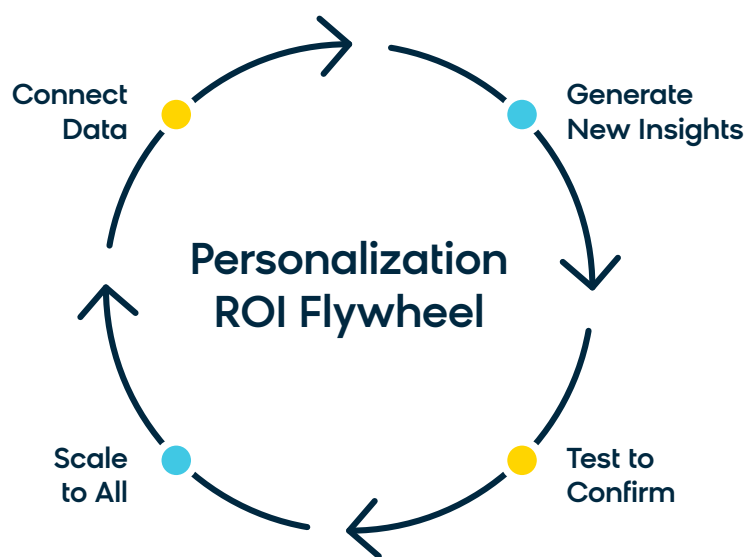 Connect
Data
Generate
New Insights
Personalization
ROI Flywheel
Scale
to All
Test to
Confirm